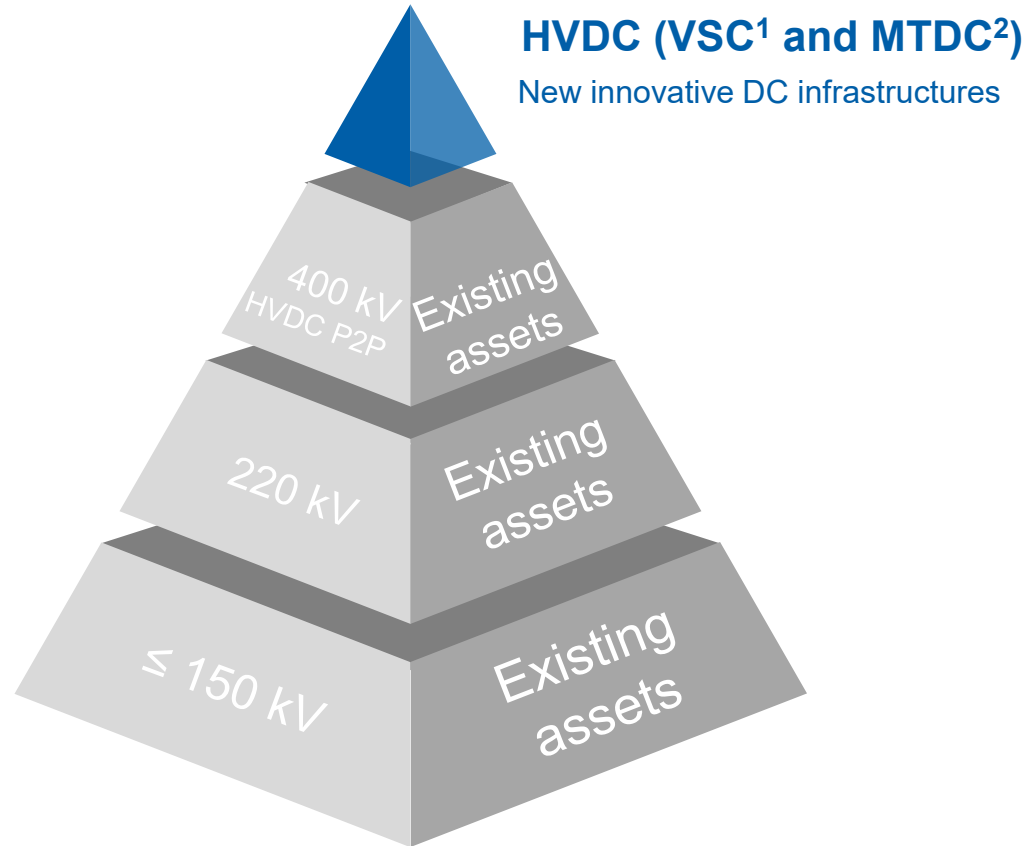 HVDC (VSC¹ and MTDC²)
New innovative DC infrastructures
400 kV
HVDC P2P
Existing
assets
220 kV
Existing
assets
≤ 150 kV
Existing
assets